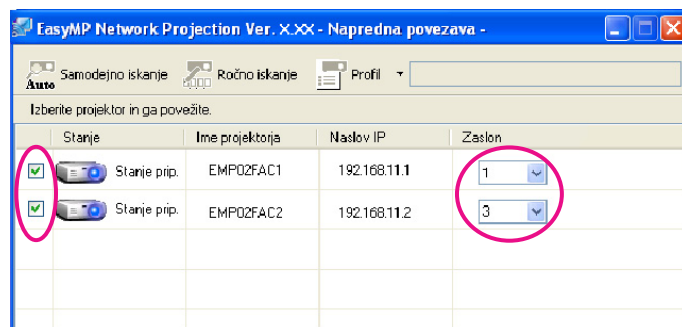 EasyMP Network Projection Ver. X.XX - Napredna povezava -
Auto Samodejno iskanje Ročno iskanje Profil
Izberite projektor in ga povežite.
Stanje Ime projektorja Naslov IP Zaslon
Stanje prip. EMP02FAC1 192.168.11.1 1
Stanje prip. EMP02FAC2 192.168.11.2 3